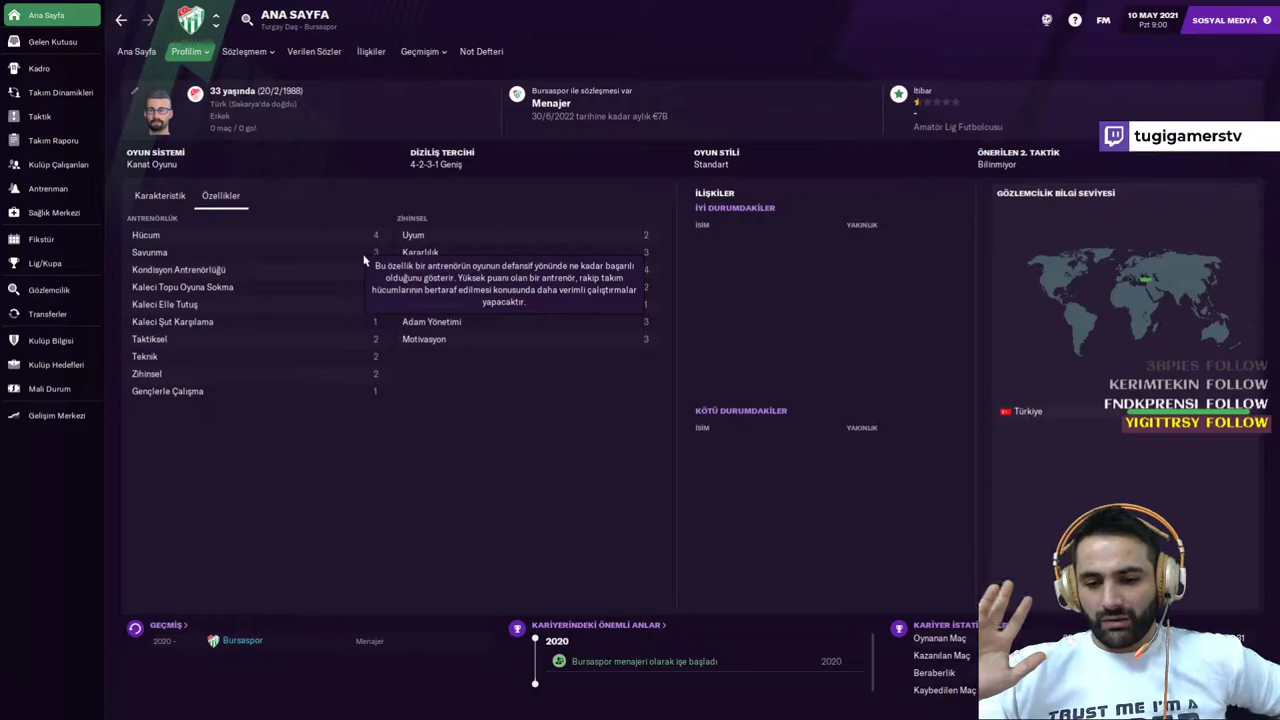 Ana Sayfa
Gelen Kutusu
Kadro
Takım Dinamikleri
Taktik
Takım Raporu
Kulüp Çalışanları
Antrenman
Sağlık Merkezi
Fikstür
Lig/Kupa
Gözlemcilik
Transferler
Kulüp Bilgisi
Kulüp Hedefleri
Mali Durum
Gelişim Merkezi
ANA SAYFA
Turgay Daş - Bursaspor
FM
10 MAY 2021
Pzt 9:00
SOSYAL MEDYA
Ana Sayfa
Profilim
Sözleşmem
Verilen Sözler
İlişkiler
Geçmişim
Not Defteri
33 yaşında (20/2/1988)
Türk (Sakarya'da doğdu)
Erkek
0 maç / 0 gol
Bursaspor ile sözleşmesi var
Menajer
30/6/2022 tarihine kadar aylık €7B
İtibar
-
Amatör Lig Futbolcusu
tugigamerstv
OYUN SİSTEMİ
Kanat Oyunu
DİZİLİŞ TERCİHİ
4-2-3-1 Geniş
OYUN STİLİ
Standart
ÖNERİLEN 2. TAKTİK
Bilinmiyor
Karakteristik
Özellikler
ANTRENÖRLÜK
Hücum 4
Savunma 3
Kondisyon Antrenörlüğü
Kaleci Topu Oyuna Sokma
Kaleci Elle Tutuş
Kaleci Şut Karşılama 1
Taktiksel 2
Teknik 2
Zihinsel 2
Gençlerle Çalışma 1
ZİHİNSEL
Uyum 2
Kararlılık 3
4
2
1
Adam Yönetimi 3
Motivasyon 3
Bu özellik bir antrenörün oyunun defansif yönünde ne kadar başarılı
olduğunu gösterir. Yüksek puanı olan bir antrenör, rakip takım
hücumlarının bertaraf edilmesi konusunda daha verimli çalıştırmalar
yapacaktır.
İLİŞKİLER
İYİ DURUMDAKİLER
İSİM YAKINLIK
KÖTÜ DURUMDAKİLER
İSİM YAKINLIK
GÖZLEMCİLİK BİLGİ SEVİYESİ
Türkiye
3BPIES FOLLOW
KERIMTEKIN FOLLOW
FNDKPRENSI FOLLOW
YIGITTRSY FOLLOW
GEÇMİŞ
2020 - Bursaspor Menajer
KARİYERİNDEKİ ÖNEMLİ ANLAR
2020
Bursaspor menajeri olarak işe başladı 2020
KARİYER
Oynanan Maç
Kazanılan Maç
Beraberlik
Kaybedilen Maç
TRUST ME I'M A